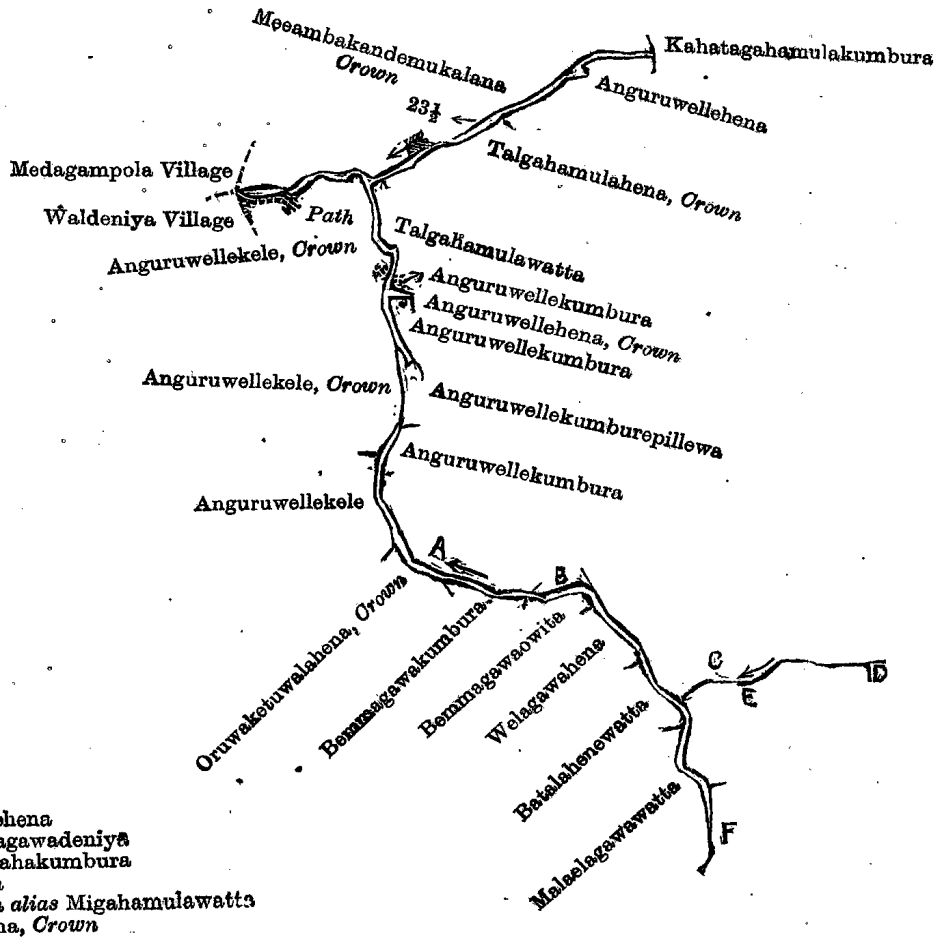 Meeambakandemukalana
Crown
Kahatagahamulakumbura
Anguruwellehena
23½
Talgahamulahena, Crown
Medagampola Village
Waldeniya Village
Path
Anguruwellekele, Crown
Talgahamulawatta
Anguruwellekumbura
Anguruwellehena, Crown
Anguruwellekumbura
Anguruwellekele, Crown
Anguruwellekumburepillewa
Anguruwellekumbura
Anguruwellekele
A
B
C
D
E
F
Oruwaketuwalahena, Crown
Bemmagawakumbura
Bemmagawaowita
Welagawahena
Batalahenewatta
Malaelagawawatta
hena
agawadeniya
ahakumbura
alias Migahamulawatta
na, Crown